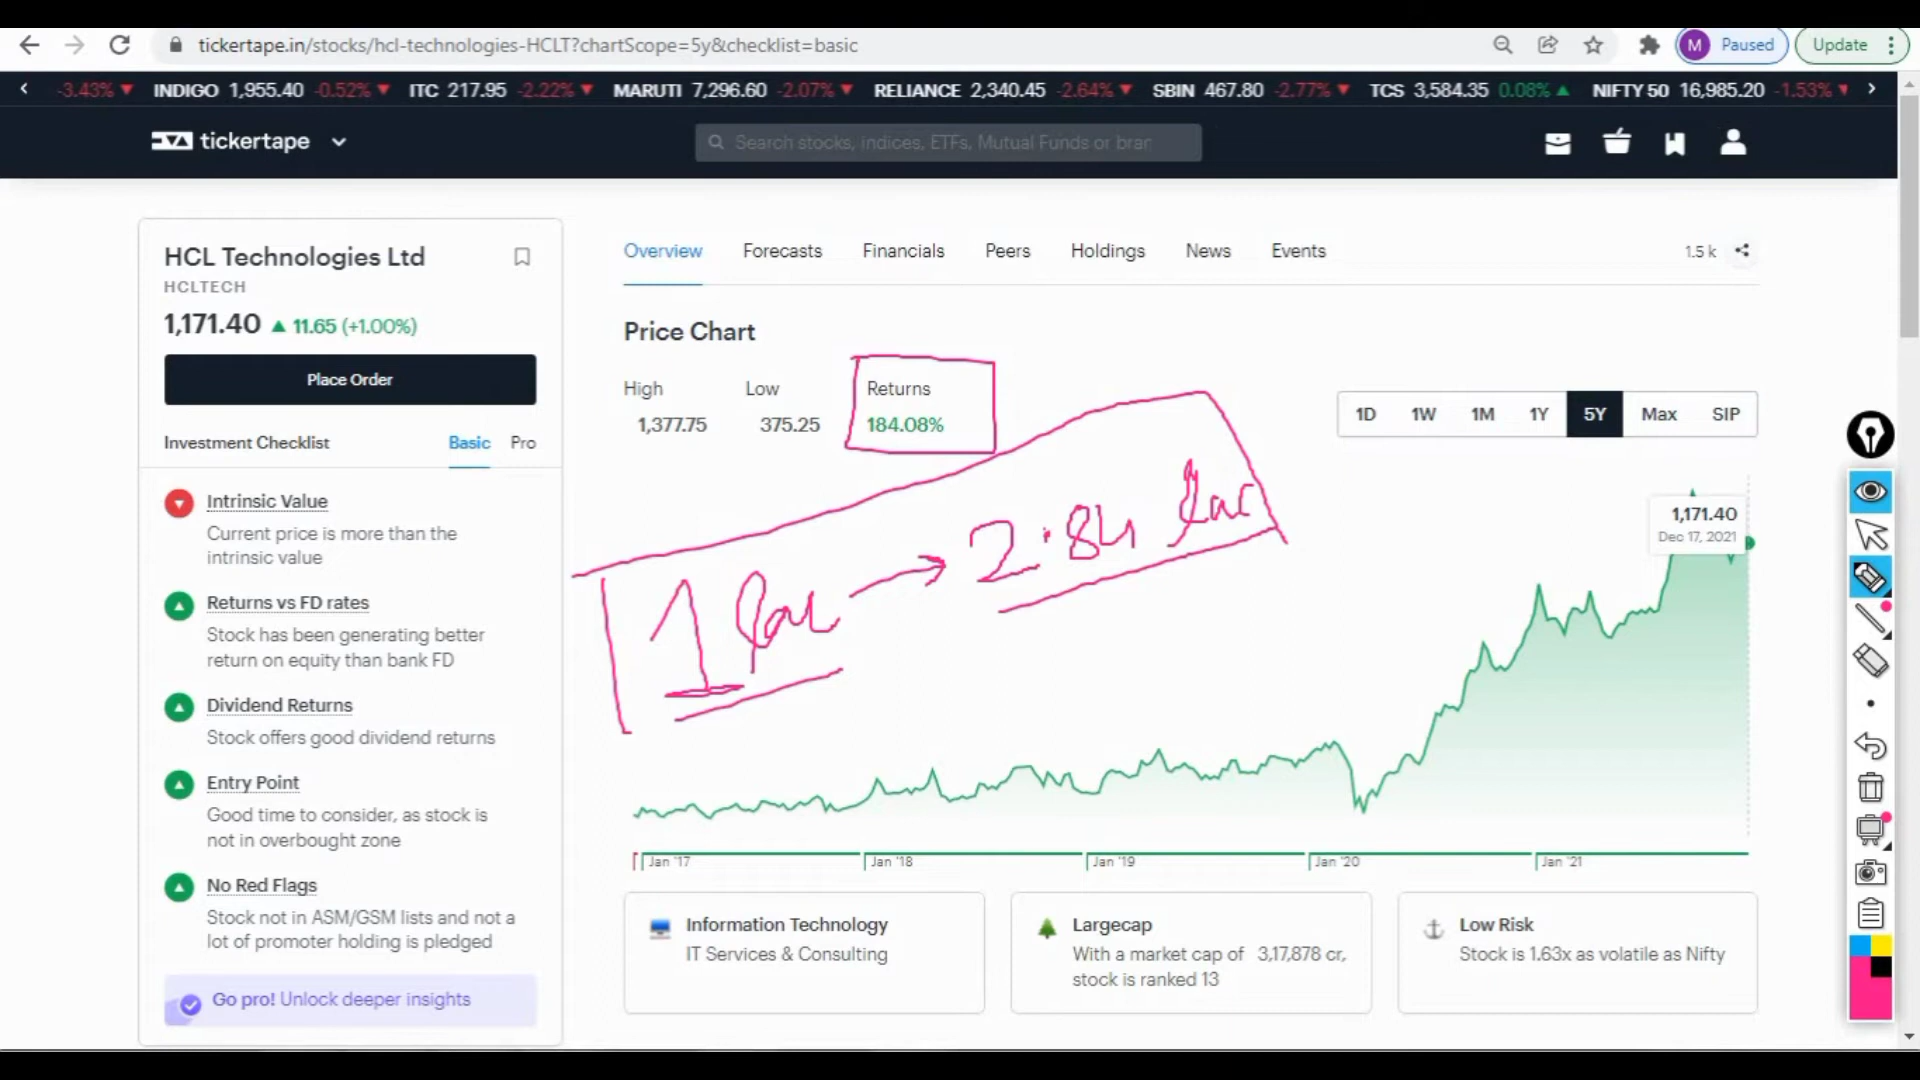 tickertape.in/stocks/hcl-technologies-HCLT?chartScope=5y&checklist=basic
M Paused Update
-3.43% ▼ INDIGO 1,955.40 -0.52% ▼ ITC 217.95 -2.22% ▼ MARUTI 7,296.60 -2.07% ▼ RELIANCE 2,340.45 -2.64% ▼ SBIN 467.80 -2.77% ▼ TCS 3,584.35 0.08% ▲ NIFTY 50 16,985.20 -1.53% ▼
tickertape
Search stocks, indices, ETFs, Mutual Funds or brar
HCL Technologies Ltd
HCLTECH
1,171.40 ▲ 11.65 (+1.00%)
Place Order
Investment Checklist Basic Pro
Intrinsic Value
Current price is more than the
intrinsic value
Returns vs FD rates
Stock has been generating better
return on equity than bank FD
Dividend Returns
Stock offers good dividend returns
Entry Point
Good time to consider, as stock is
not in overbought zone
No Red Flags
Stock not in ASM/GSM lists and not a
lot of promoter holding is pledged
Go pro! Unlock deeper insights
Overview Forecasts Financials Peers Holdings News Events
1.5 k
Price Chart
High Low Returns
1,377.75 375.25 184.08%
1D 1W 1M 1Y 5Y Max SIP
1 lac → 2.84 lac
1,171.40
Dec 17, 2021
Jan '17 Jan '18 Jan '19 Jan '20 Jan '21
Information Technology
IT Services & Consulting
Largecap
With a market cap of 3,17,878 cr,
stock is ranked 13
Low Risk
Stock is 1.63x as volatile as Nifty